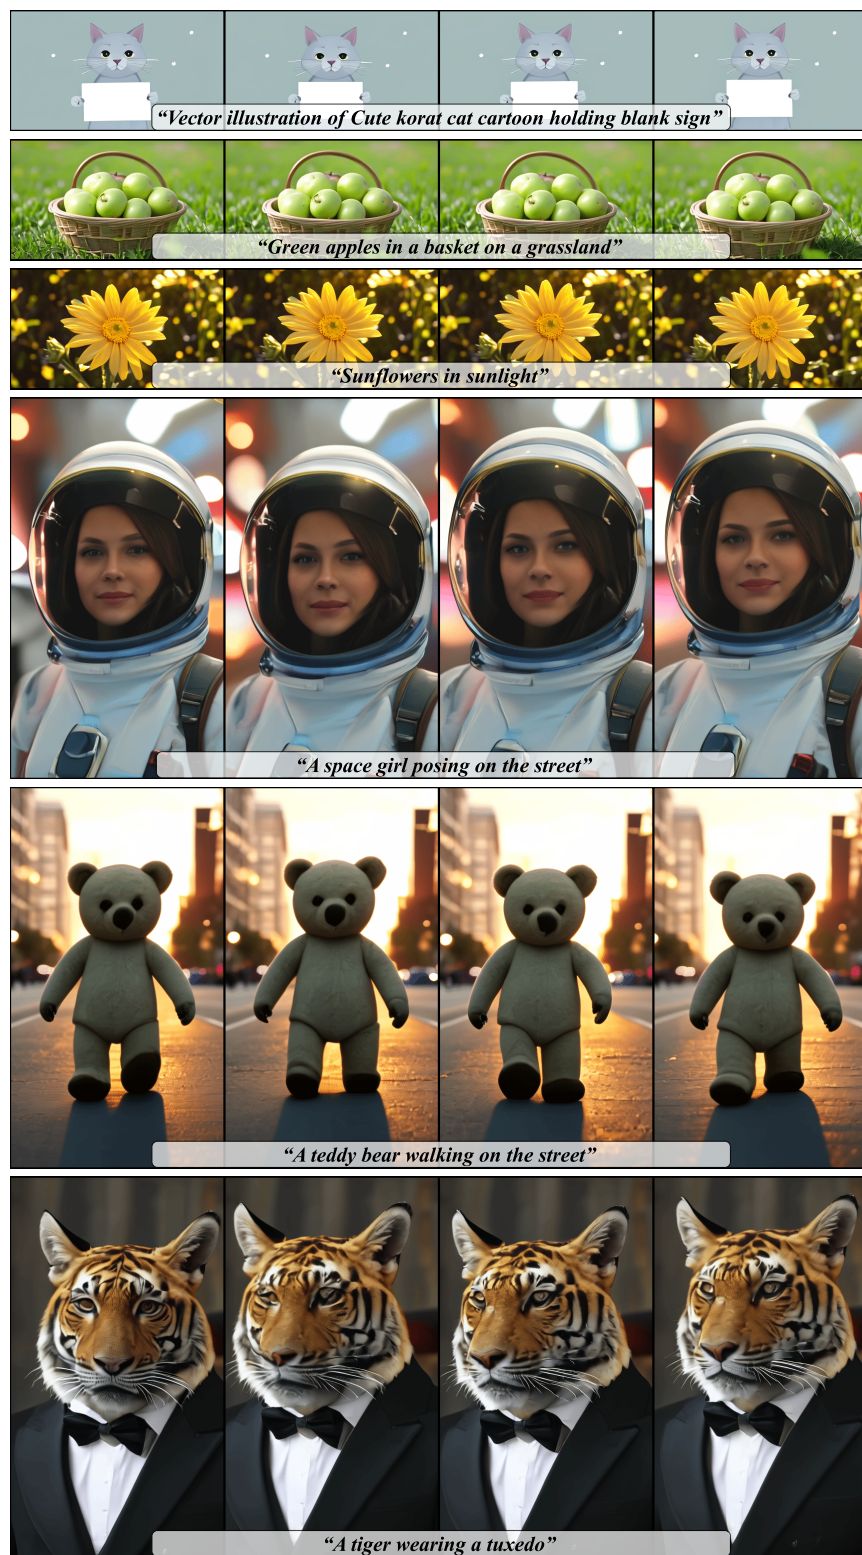 “Vector illustration of Cute korat cat cartoon holding blank sign”
“Green apples in a basket on a grassland”
“Sunflowers in sunlight”
“A space girl posing on the street”
“A teddy bear walking on the street”
“A tiger wearing a tuxedo”